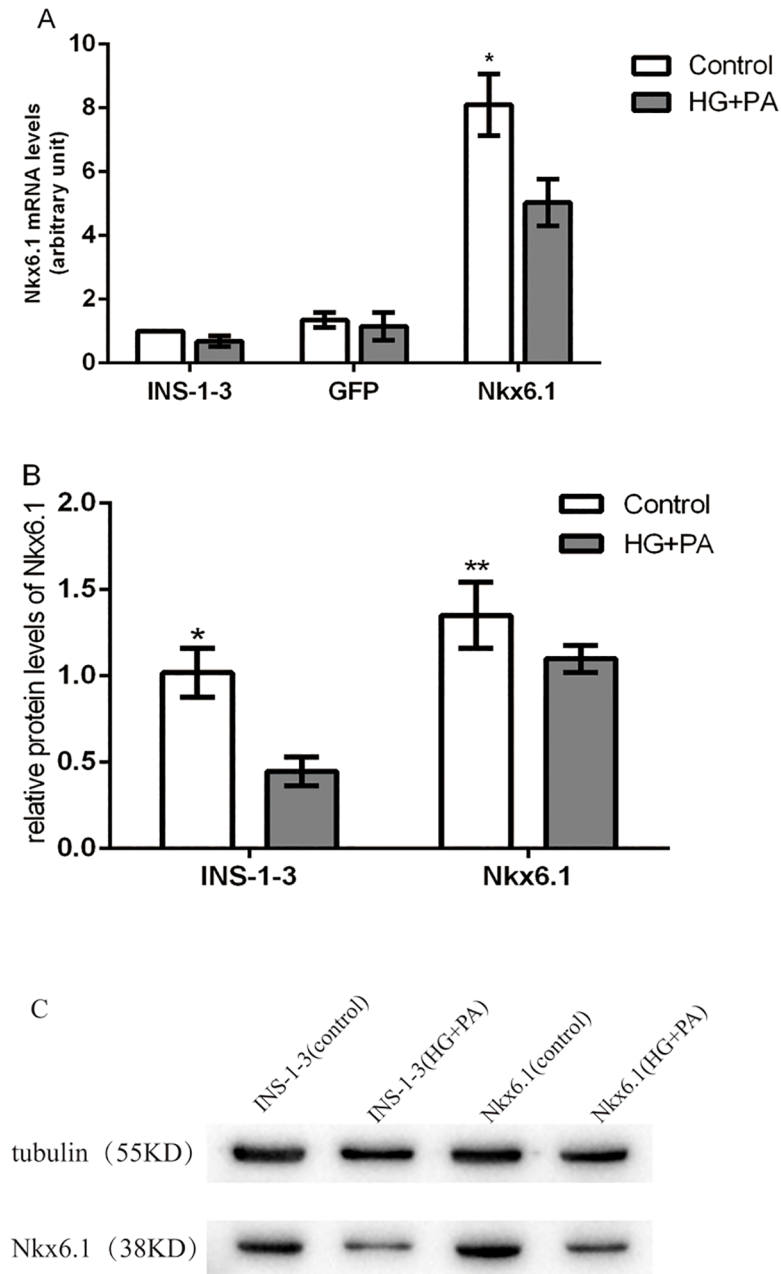 A
Nkx6.1 mRNA levels
(arbitrary unit)
10
8
6
4
2
0
*
Control
HG+PA
INS-1-3 GFP Nkx6.1
B
relative protein levels of Nkx6.1
2.0
1.5
1.0
0.5
0.0
*
**
Control
HG+PA
INS-1-3 Nkx6.1
C
INS-1-3(control)
INS-1-3(HG+PA)
Nkx6.1(control)
Nkx6.1(HG+PA)
tubulin（55KD）
Nkx6.1（38KD）